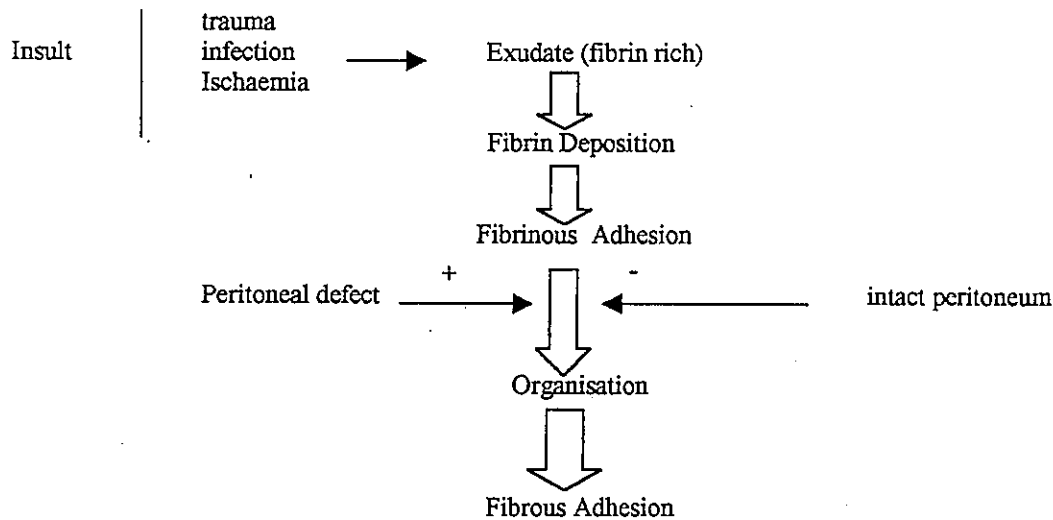 Insult
trauma
infection
Ischaemia
Exudate (fibrin rich)
Fibrin Deposition
Fibrinous Adhesion
+
-
Peritoneal defect
intact peritoneum
Organisation
Fibrous Adhesion